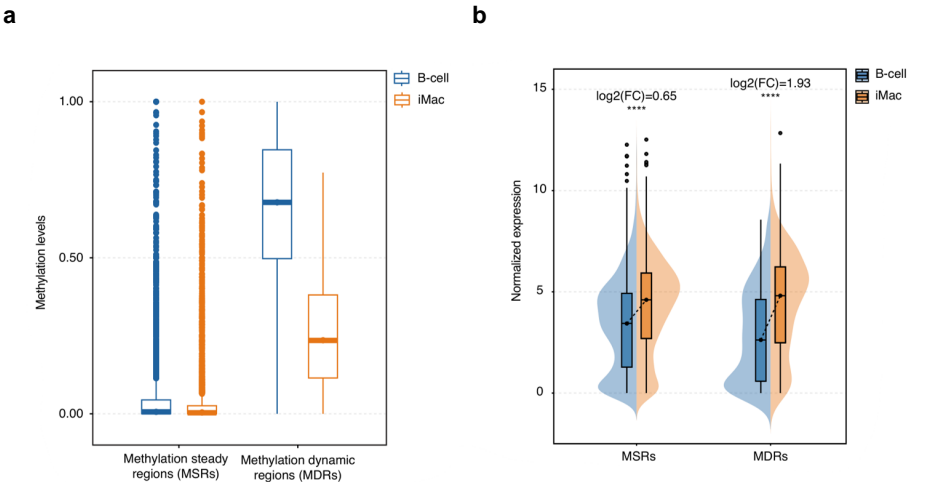 a
b
B-cell
iMac
1.00
0.50
0.00
Methylation levels
Methylation steady
regions (MSRs)
Methylation dynamic
regions (MDRs)
B-cell
iMac
15
10
5
0
Normalized expression
log2(FC)=0.65
****
log2(FC)=1.93
****
MSRs
MDRs